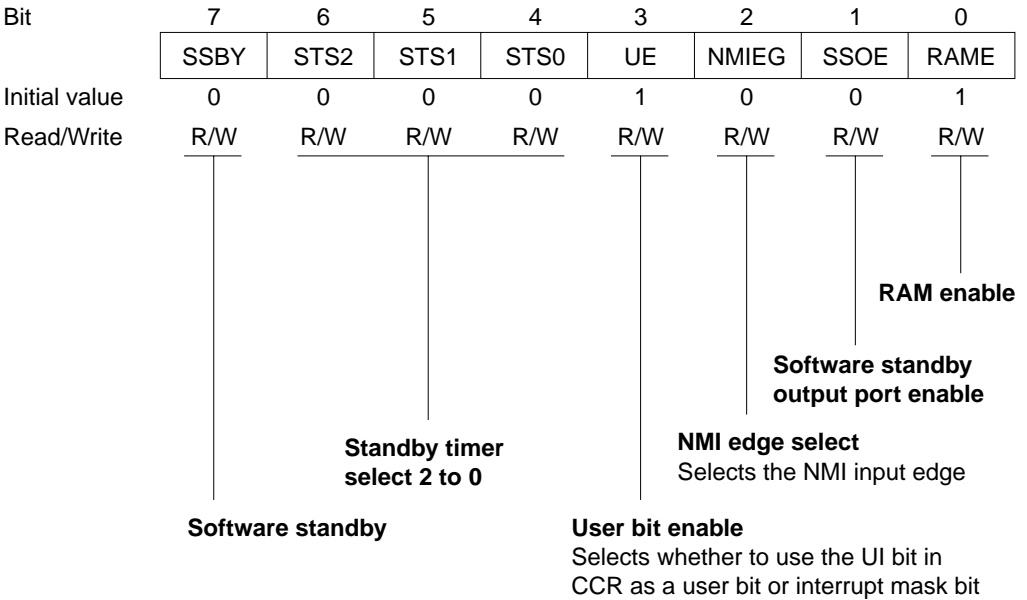 Bit 7 6 5 4 3 2 1 0
SSBY STS2 STS1 STS0 UE NMIEG SSOE RAME
Initial value 0 0 0 0 1 0 0 1
Read/Write R/W R/W R/W R/W R/W R/W R/W R/W
RAM enable
Software standby
output port enable
Standby timer
select 2 to 0
NMI edge select
Selects the NMI input edge
Software standby
User bit enable
Selects whether to use the UI bit in
CCR as a user bit or interrupt mask bit